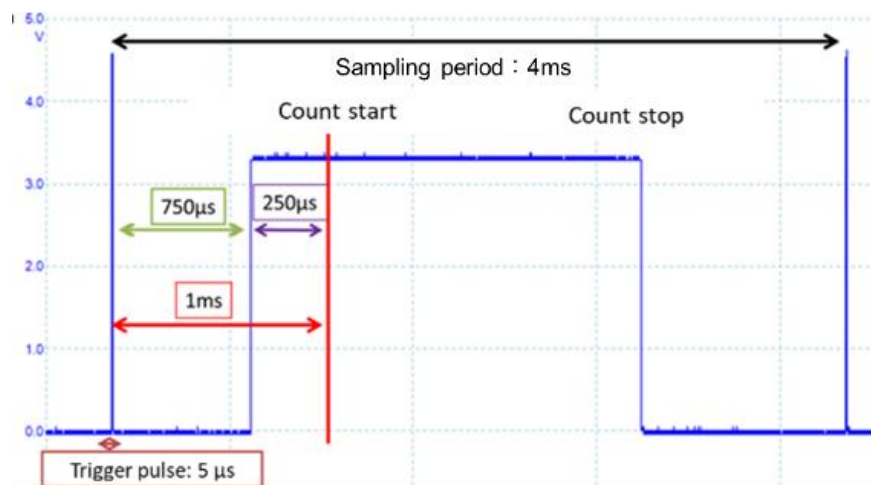 5.0
V
Sampling period：4ms
4.0
Count start
Count stop
3.0
750μs
250μs
2.0
1ms
1.0
0.0
Trigger pulse: 5 μs